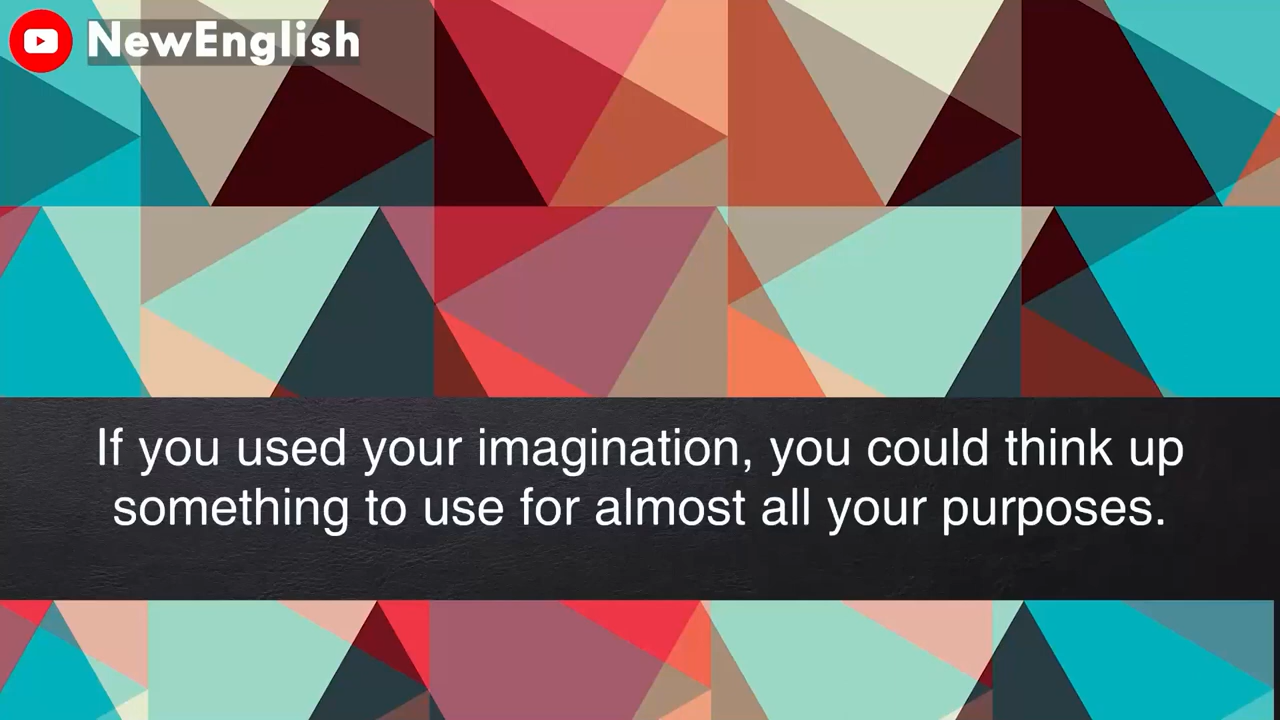 NewEnglish
If you used your imagination, you could think up
something to use for almost all your purposes.